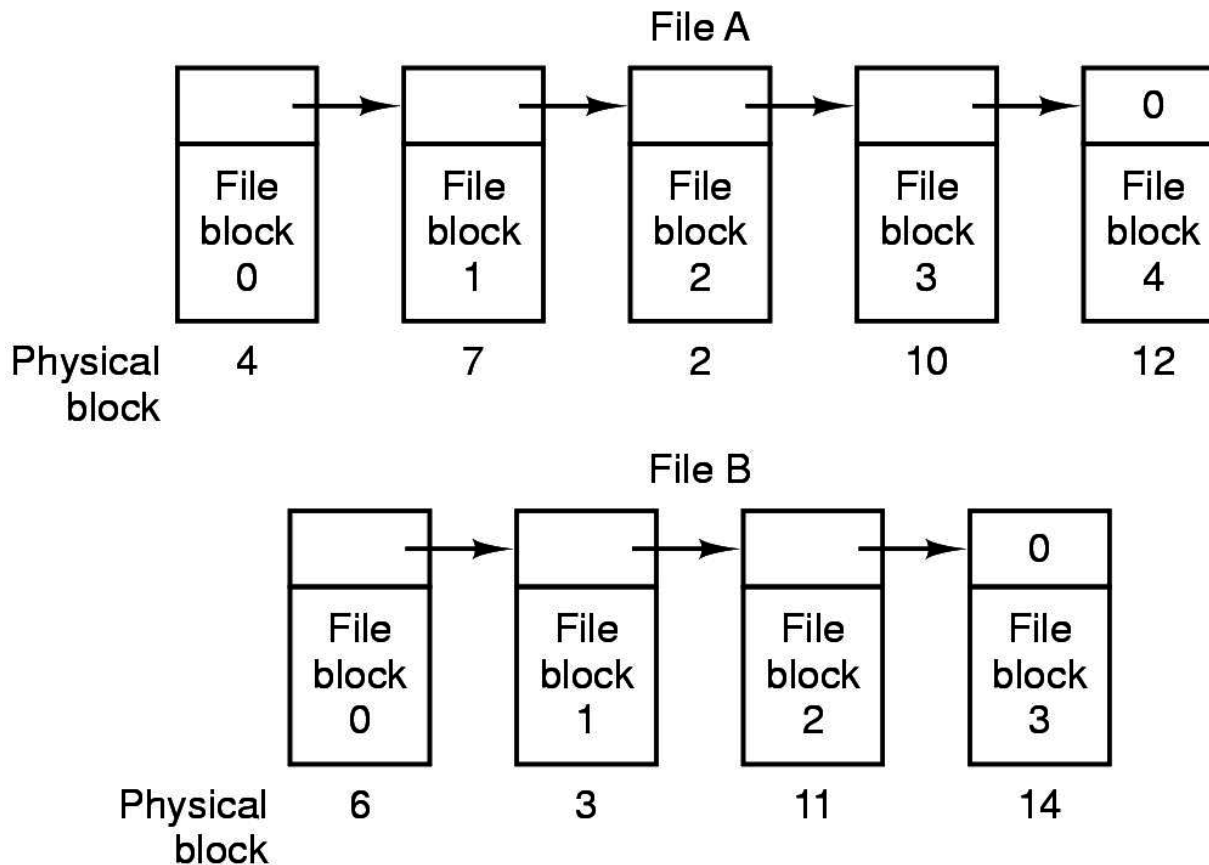 File A
0
File File File File File
block block block block block
0 1 2 3 4
Physical 4 7 2 10 12
block
File B
0
File File File File
block block block block
0 1 2 3
Physical 6 3 11 14
block